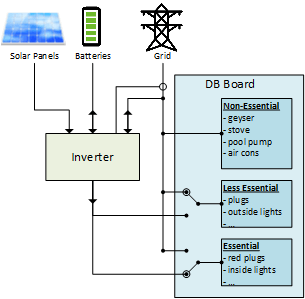 Solar Panels
Batteries
Grid
DB Board
Non-Essential
- geyser
- stove
- pool pump
- air cons
Inverter
Less Essential
- plugs
- outside lights
- ...
Essential
- red plugs
- inside lights
- ...